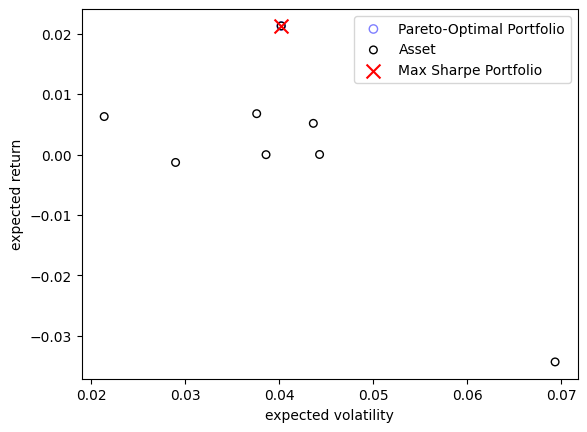 Pareto-Optimal Portfolio
Asset
Max Sharpe Portfolio
0.02
0.01
0.00
−0.01
−0.02
−0.03
expected return
0.02 0.03 0.04 0.05 0.06 0.07
expected volatility